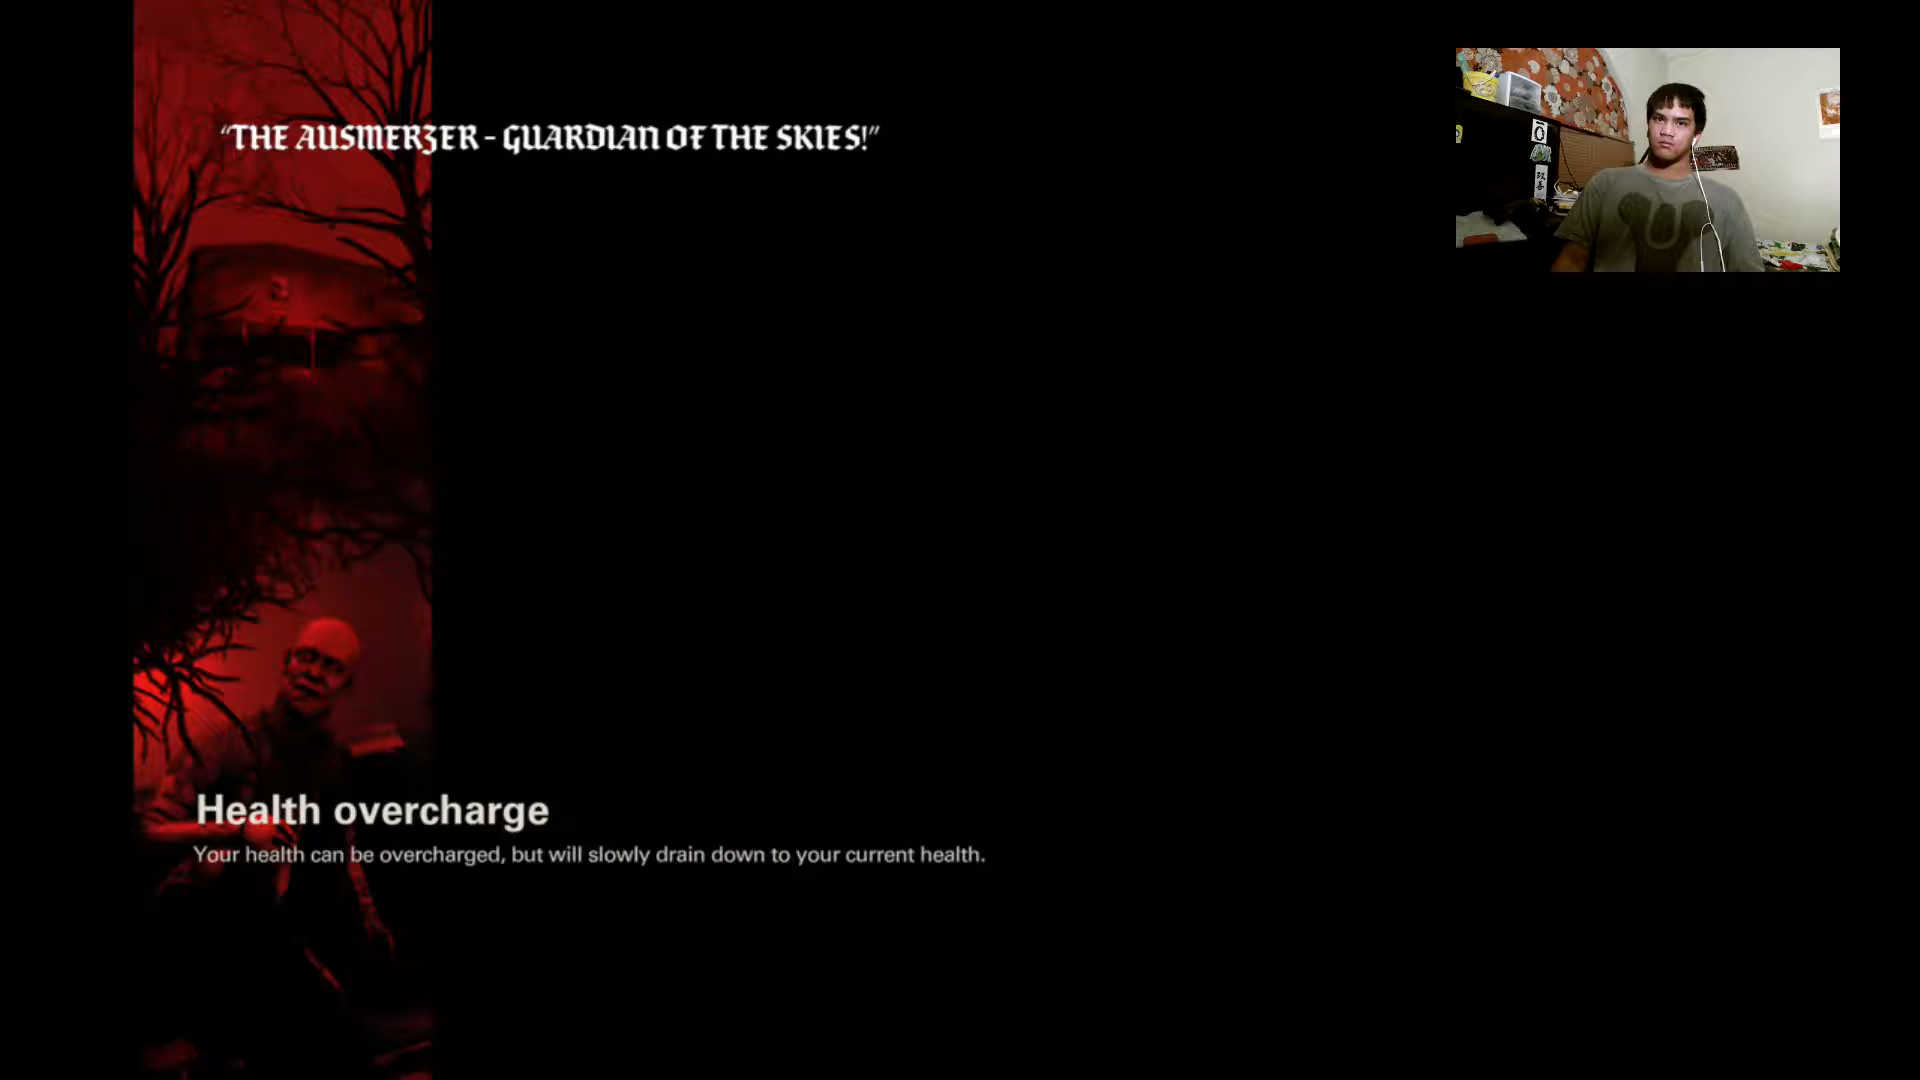 “THE AUSMERZER - GUARDIAN OF THE SKIES!”
Health overcharge
Your health can be overcharged, but will slowly drain down to your current health.